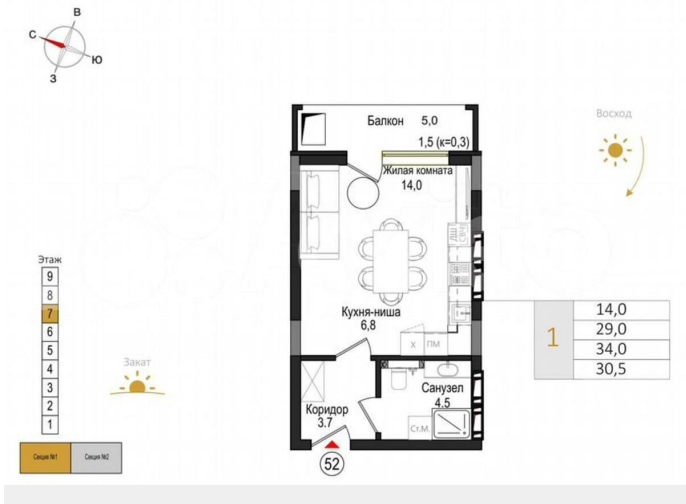 В
С
Ю
З
Балкон 5,0
1,5 (к=0,3)
Восход
Жилая комната
14,0
ДШ
СВЧ
Этаж
9
8
7
6
5
4
3
2
1
Кухня-ниша
6,8
Х ПМ
1
14,0
29,0
34,0
30,5
Закат
Санузел
4,5
Коридор
3.7
Ст.М.
Секция №1 Секция №2
52